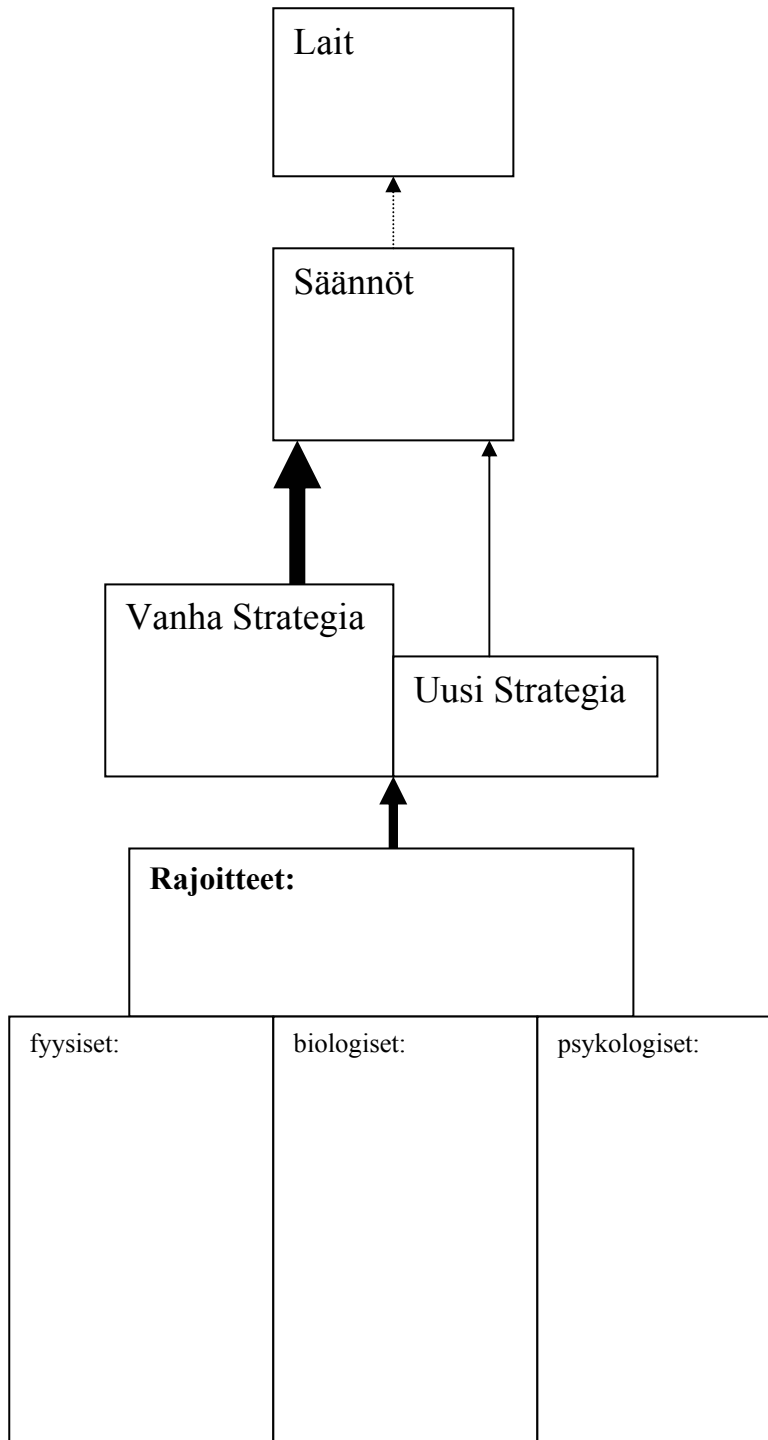 Lait
Säännöt
Vanha Strategia
Uusi Strategia
Rajoitteet:
fyysiset:
biologiset:
psykologiset: